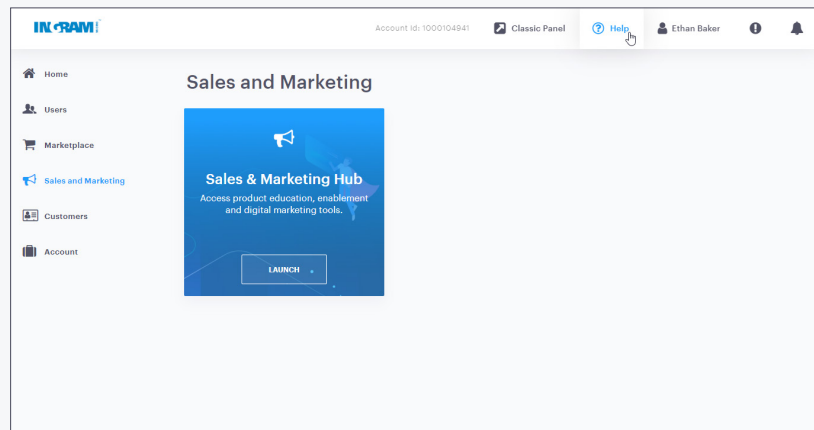 INGRAM
Account Id: 1000104941
Classic Panel
Help
Ethan Baker
Home
Users
Marketplace
Sales and Marketing
Customers
Account
Sales and Marketing
Sales & Marketing Hub
Access product education, enablement
and digital marketing tools.
LAUNCH